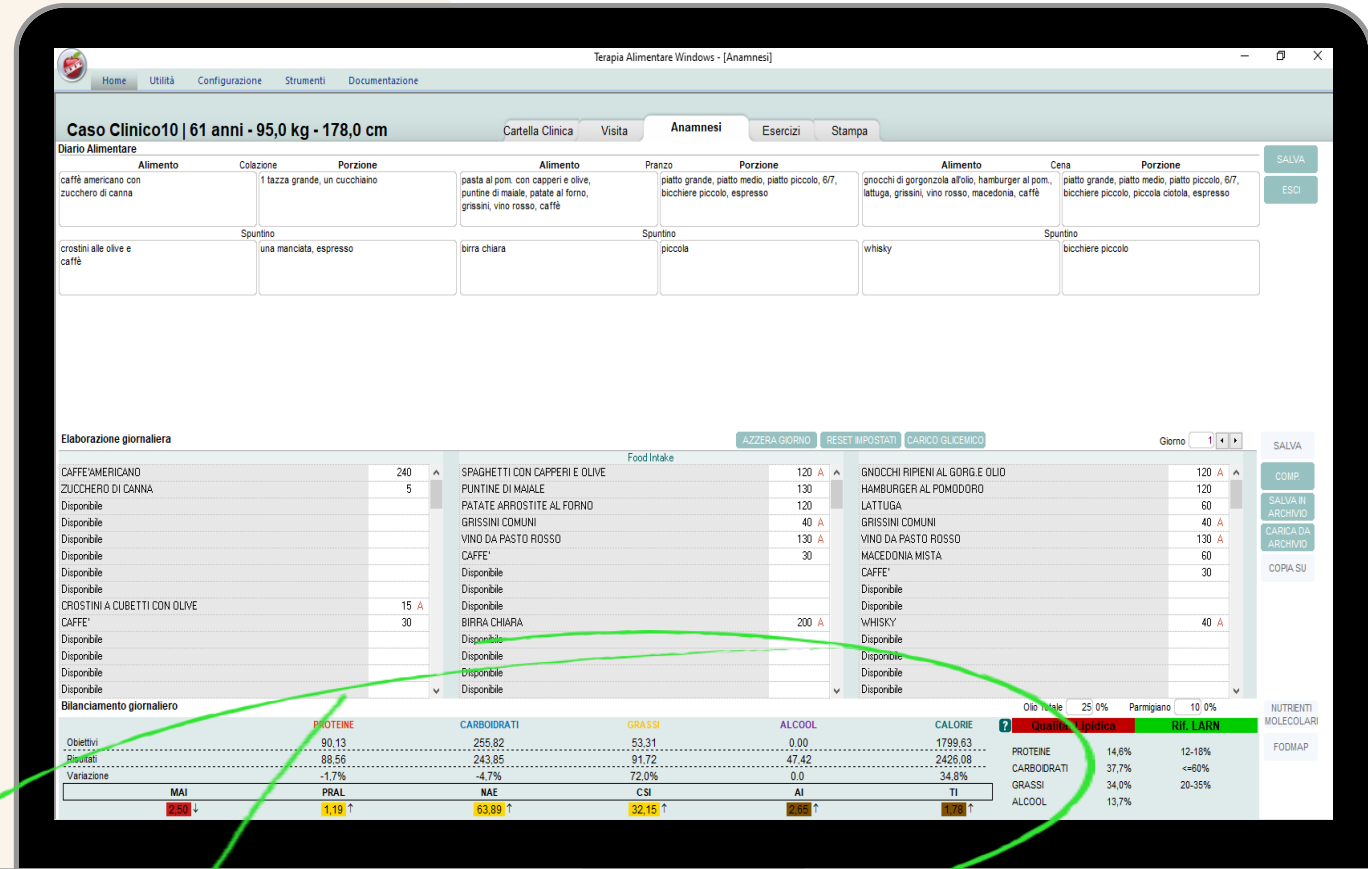 Terapia Alimentare Windows - [Anamnesi]
Home Utilità Configurazione Strumenti Documentazione
Caso Clinico10 | 61 anni - 95,0 kg - 178,0 cm
Cartella Clinica Visita Anamnesi Esercizi Stampa
Diario Alimentare
SALVA
ESCI
Alimento Colazione Porzione Alimento Pranzo Porzione Alimento Cena Porzione
caffè americano con 1 tazza grande, un cucchiaino pasta al pom. con capperi e olive, piatto grande, piatto medio, piatto piccolo, 6/7, gnocchi di gorgonzola all'olio, hamburger al pom., piatto grande, piatto medio, piatto piccolo, 6/7,
zucchero di canna puntine di maiale, patate al forno, bicchiere piccolo, espresso lattuga, grissini, vino rosso, macedonia, caffè bicchiere piccolo, piccola ciotola, espresso
grissini, vino rosso, caffè
Spuntino Spuntino Spuntino
crostini alle olive e una manciata, espresso birra chiara piccola whisky bicchiere piccolo
caffè
Elaborazione giornaliera AZZERA GIORNO RESET IMPOSTATI CARICO GLICEMICO Giorno 1
SALVA
COMP.
SALVA IN ARCHIVIO
CARICA DA ARCHIVIO
COPIA SU
Food Intake
CAFFE'AMERICANO 240 SPAGHETTI CON CAPPERI E OLIVE 120 A GNOCCHI RIPIENI AL GORG.E OLIO 120 A
ZUCCHERO DI CANNA 5 PUNTINE DI MAIALE 130 HAMBURGER AL POMODORO 120
Disponibile PATATE ARROSTITE AL FORNO 120 LATTUGA 60
Disponibile GRISSINI COMUNI 40 A GRISSINI COMUNI 40 A
Disponibile VINO DA PASTO ROSSO 130 A VINO DA PASTO ROSSO 130 A
Disponibile CAFFE' 30 MACEDONIA MISTA 60
Disponibile Disponibile CAFFE' 30
Disponibile Disponibile Disponibile
CROSTINI A CUBETTI CON OLIVE 15 A Disponibile Disponibile
CAFFE' 30 BIRRA CHIARA 200 A WHISKY 40 A
Disponibile Disponibile Disponibile
Disponibile Disponibile Disponibile
Disponibile Disponibile Disponibile
Disponibile Disponibile Disponibile
Bilanciamento giornaliero Olio Totale 25 0% Parmigiano 10 0%
NUTRIENTI MOLECOLARI
FODMAP
PROTEINE CARBOIDRATI GRASSI ALCOOL CALORIE ? Qualità Lipidica Rif. LARN
Obiettivi 90,13 255,82 53,31 0.00 1799,63
Risultati 88,56 243,85 91,72 47,42 2426,08
Variazione -1,7% -4,7% 72,0% 0.0 34,8%
PROTEINE 14,6% 12-18%
CARBOIDRATI 37,7% <=60%
GRASSI 34,0% 20-35%
ALCOOL 13,7%
MAI PRAL NAE CSI AI TI
2,50 ↓ 1,19 ↑ 63,89 ↑ 32,15 ↑ 2,65 ↑ 1,78 ↑